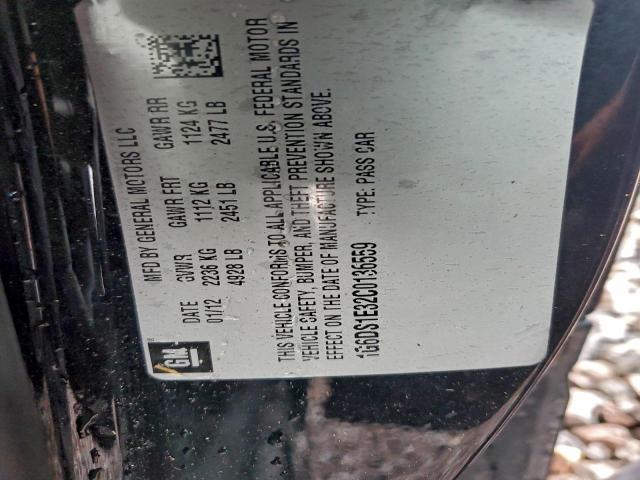 GM
MFD BY GENERAL MOTORS LLC
DATE GVWR GAWR FRT GAWR RR
01/12 2236 KG 1112 KG 1124 KG
4928 LB 2451 LB 2477 LB
THIS VEHICLE CONFORMS TO ALL APPLICABLE U.S. FEDERAL MOTOR
VEHICLE SAFETY, BUMPER, AND THEFT PREVENTION STANDARDS IN
EFFECT ON THE DATE OF MANUFACTURE SHOWN ABOVE.
1G6DS1E32C0136559 TYPE: PASS CAR